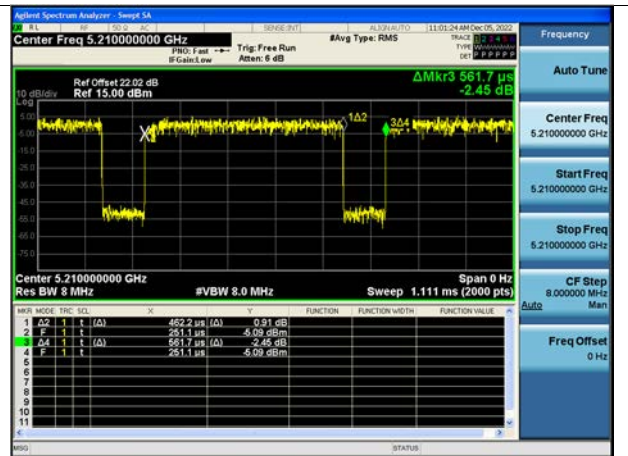 Agilent Spectrum Analyzer - Swept SA
RL RF 50 Ω AC SENSE:INT ALIGNAUTO 11:01:24 AM Dec 05, 2022
Center Freq 5.210000000 GHz
PNO: Fast
IFGain:Low
Trig: Free Run
Atten: 6 dB
#Avg Type: RMS
TRACE 1 2 3 4 5 6
TYPE
DET P P P P P P
Frequency
Auto Tune
Center Freq
5.210000000 GHz
Start Freq
5.210000000 GHz
Stop Freq
5.210000000 GHz
CF Step
8.000000 MHz
Auto Man
Freq Offset
0 Hz
ΔMkr3 561.7 µs
-2.45 dB
Ref Offset 22.02 dB
10 dB/div Ref 15.00 dBm
Log
5.00
-5.00
-15.0
-25.0
-35.0
-45.0
-55.0
-65.0
-75.0
1Δ2
3Δ4
Center 5.210000000 GHz Span 0 Hz
Res BW 8 MHz #VBW 8.0 MHz Sweep 1.111 ms (2000 pts)
MKR MODE TRC SCL X Y FUNCTION FUNCTION WIDTH FUNCTION VALUE
1 Δ2 1 t (Δ) 462.2 µs (Δ) 0.91 dB
2 F 1 t 251.1 µs -5.09 dBm
3 Δ4 1 t (Δ) 561.7 µs (Δ) -2.45 dB
4 F 1 t 251.1 µs -5.09 dBm
5
6
7
8
9
10
11
MSG STATUS